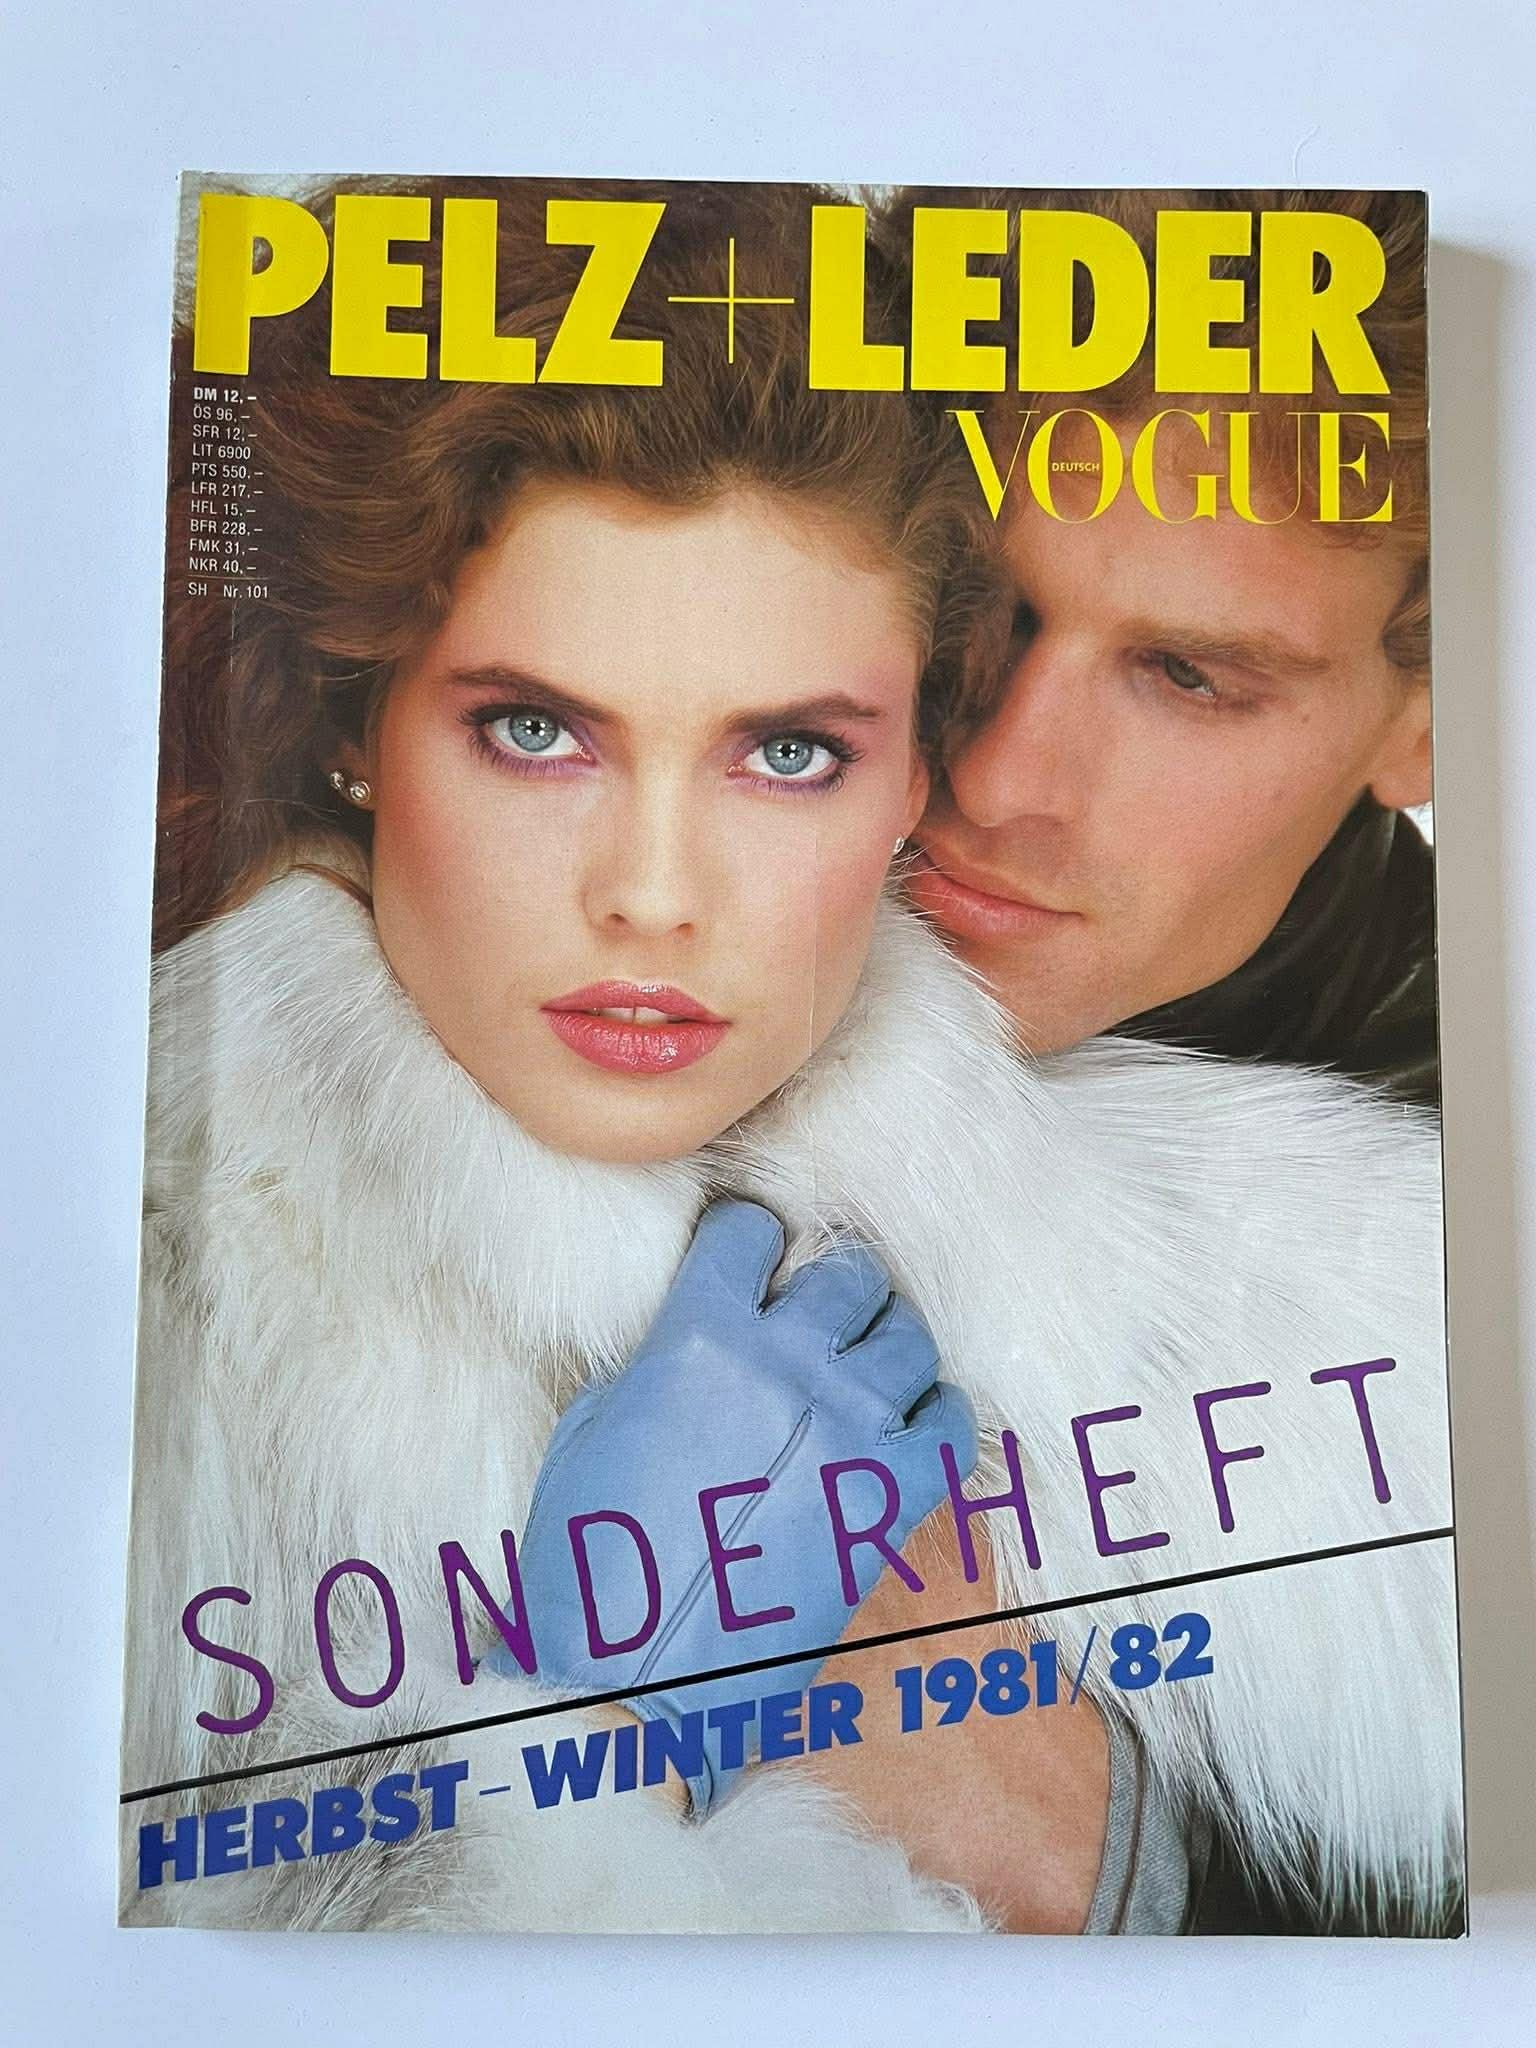 PELZ+LEDER
DM 12,–
ÖS 96,–
SFR 12,–
LIT 6900
PTS 550,–
LFR 217,–
HFL 15,–
BFR 228,–
FMK 31,–
NKR 40,–
SH Nr. 101
VOGUE
DEUTSCH
SONDERHEFT
HERBST–WINTER 1981/82